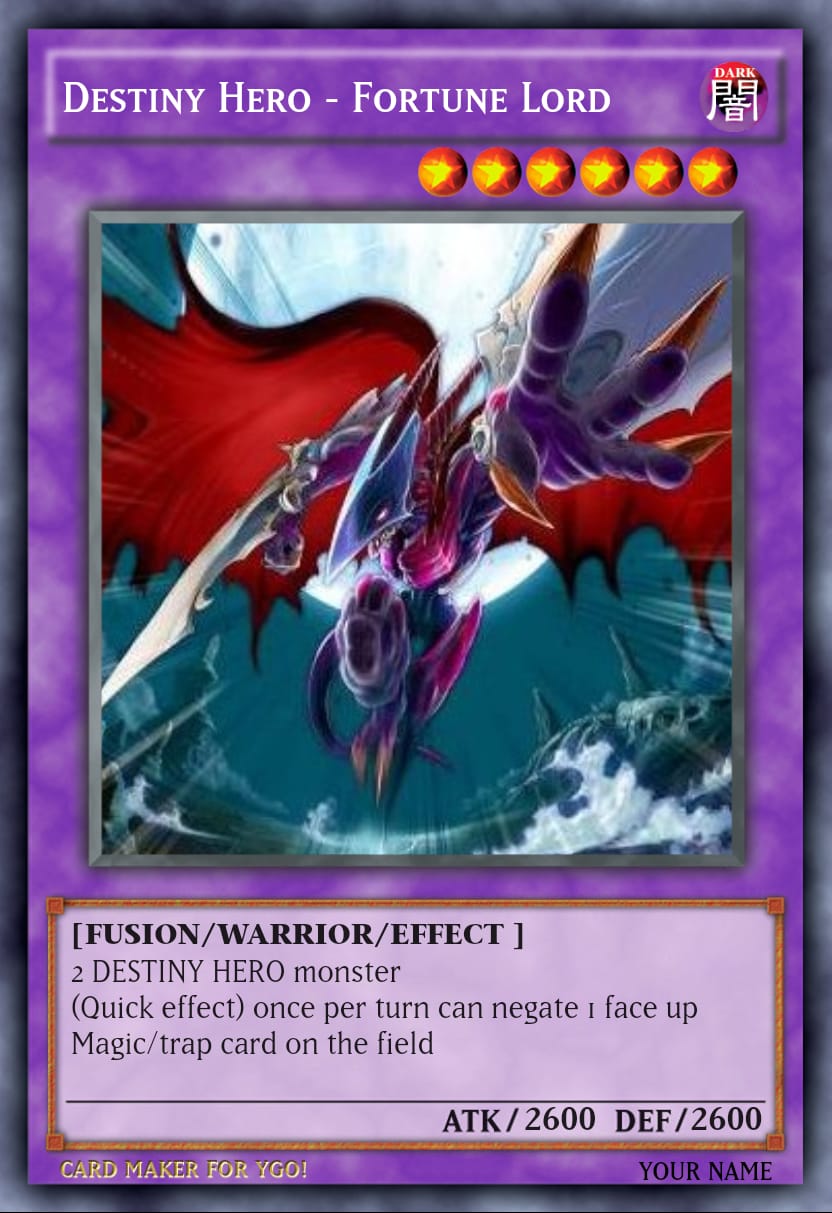 Destiny Hero - Fortune Lord
DARK
闇
[FUSION/WARRIOR/EFFECT ]
2 DESTINY HERO monster
(Quick effect) once per turn can negate 1 face up
Magic/trap card on the field
ATK/2600 DEF/2600
CARD MAKER FOR YGO!
YOUR NAME